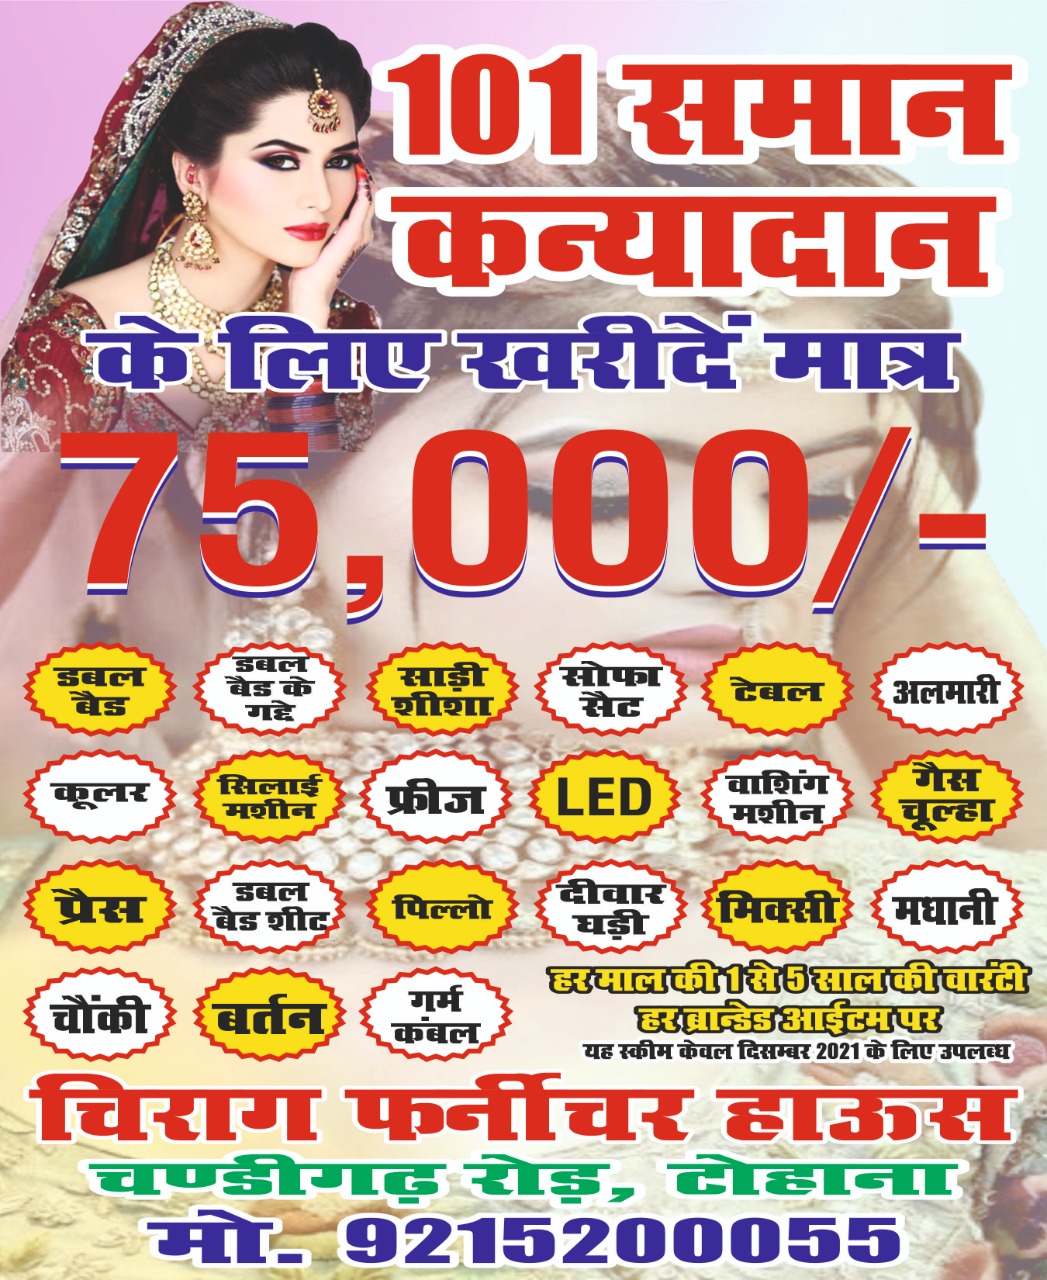 101 समान
कन्यादान
के लिए खरीदें मात्र
75,000/-
डबल
बैड
डबल
बैड के
गद्दे
साड़ी
शीशा
सोफा
सैट
टेबल
अलमारी
कूलर
सिलाई
मशीन
फ्रीज
LED
वाशिंग
मशीन
गैस
चूल्हा
प्रैस
डबल
बैड शीट
पिल्लो
दीवार
घड़ी
मिक्सी
मधानी
चौंकी
बर्तन
गर्म
कंबल
हर माल की 1 से 5 साल की वारंटी
हर ब्रान्डेड आईटम पर
यह स्कीम केवल दिसम्बर 2021 के लिए उपलब्ध
चिराग फर्नीचर हाऊस
चण्डीगढ़ रोड़, टोहाना
मो. 9215200055